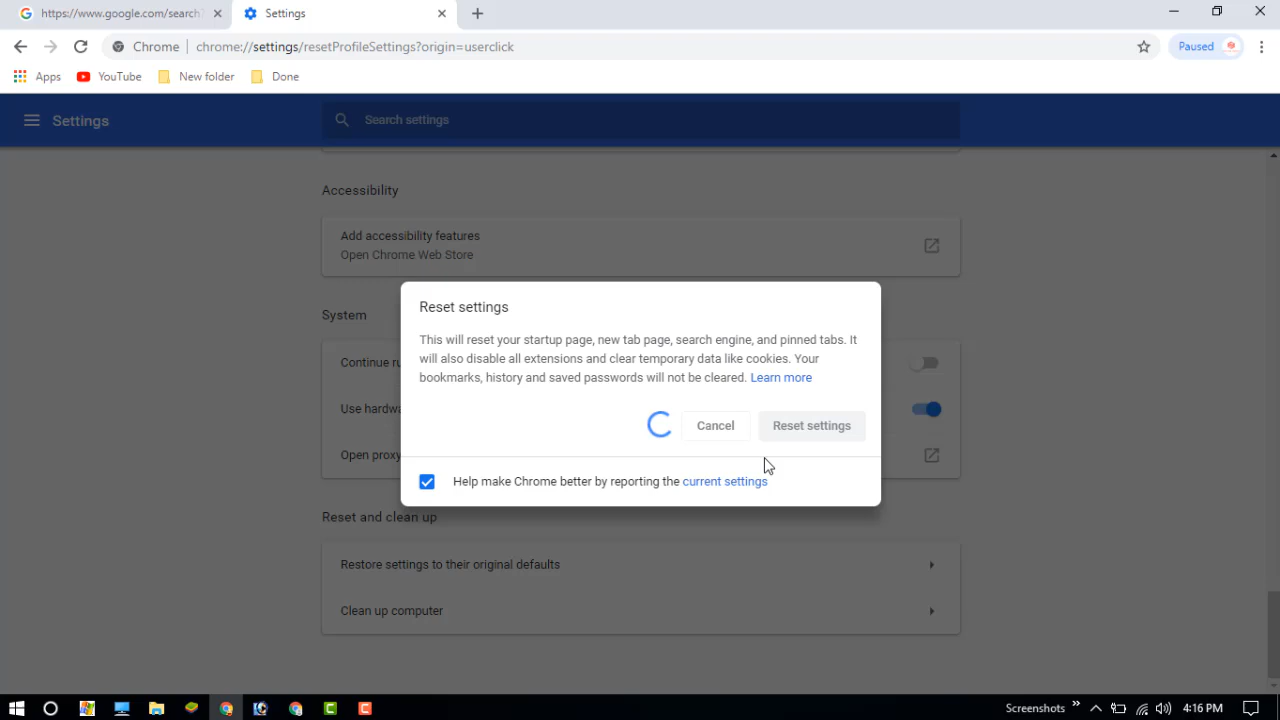 https://www.google.com/search?
Settings
Chrome
chrome://settings/resetProfileSettings?origin=userclick
Paused
Apps
YouTube
New folder
Done
Settings
Search settings
Accessibility
Add accessibility features
Open Chrome Web Store
System
Continue ru
Use hardwa
Open proxy
Reset settings
This will reset your startup page, new tab page, search engine, and pinned tabs. It
will also disable all extensions and clear temporary data like cookies. Your
bookmarks, history and saved passwords will not be cleared. Learn more
Cancel
Reset settings
Help make Chrome better by reporting the current settings
Reset and clean up
Restore settings to their original defaults
Clean up computer
Screenshots
4:16 PM